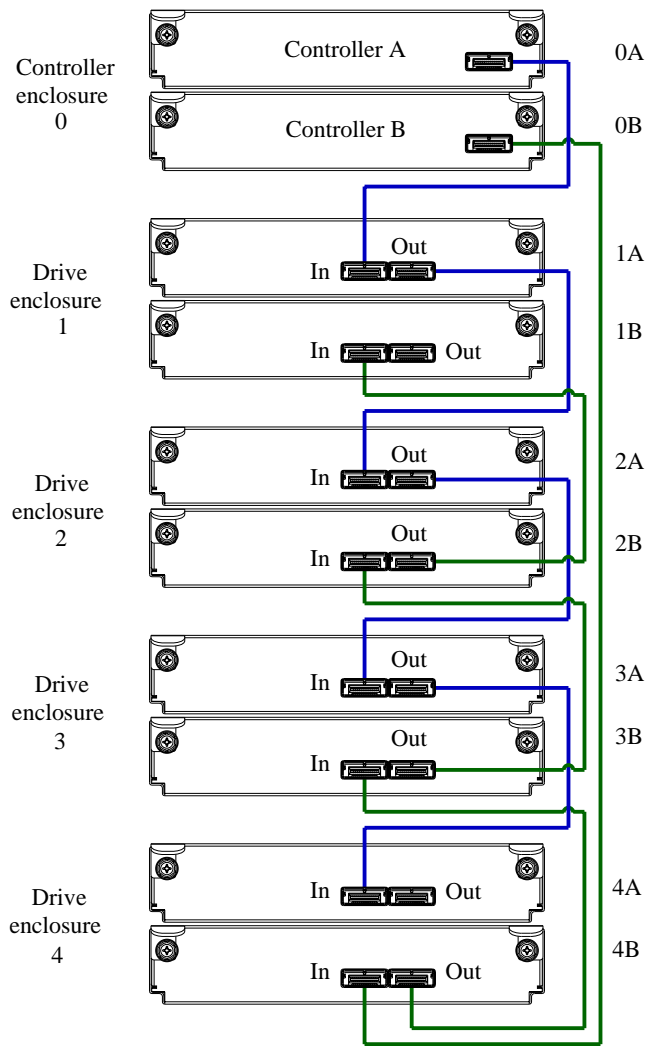 Controller
enclosure
0
Controller A
0A
Controller B
0B
Drive
enclosure
1
In
Out
1A
In
Out
1B
Drive
enclosure
2
In
Out
2A
In
Out
2B
Drive
enclosure
3
In
Out
3A
In
Out
3B
Drive
enclosure
4
In
Out
4A
In
Out
4B